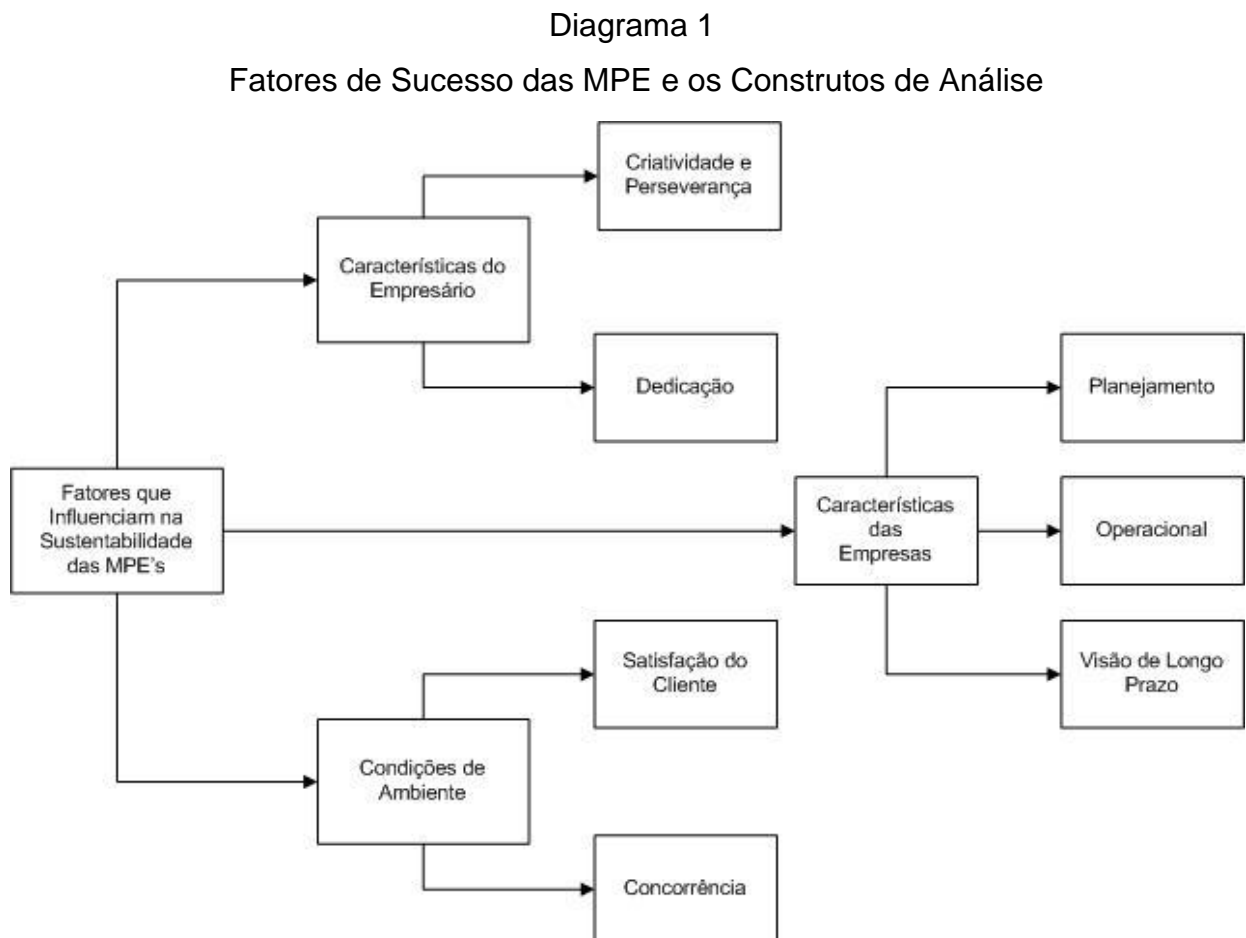 Diagrama 1
Fatores de Sucesso das MPE e os Construtos de Análise
Criatividade e
Perseverança
Características do
Empresário
Dedicação
Planejamento
Fatores que
Influenciam na
Sustentabilidade
das MPE's
Características
das
Empresas
Operacional
Satisfação do
Cliente
Visão de Longo
Prazo
Condições de
Ambiente
Concorrência